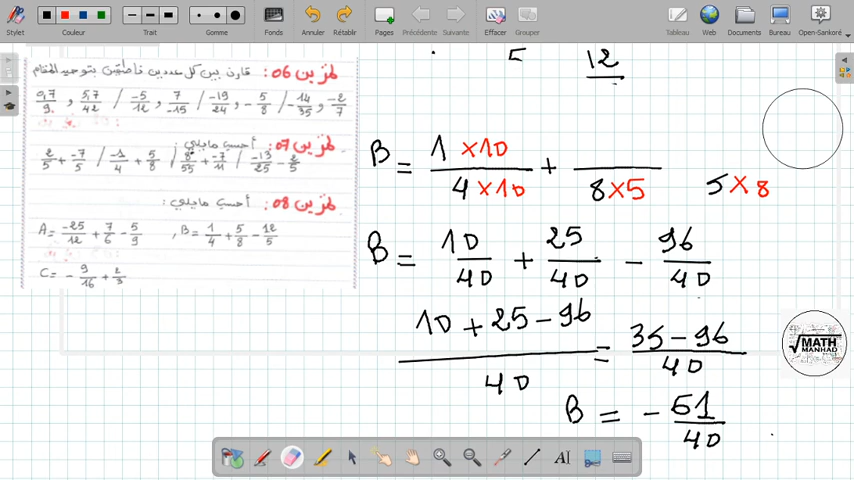 Stylet
Couleur
Trait
Gomme
Fonds
Annuler
Refaire
Pages
Précédente
Suivante
Effacer
Grouper
Tableau
Web
Documents
Bureau
Open-Sankoré
تمرين 06: قارن بين كل عددين ناطقين بتوحيد المقام
0,7/9 , 5,7/42 / -5/12 , 7/-15 / -19/24 , -5/8 / -14/35 , -2/7
تمرين 07: أحسب مايلي
2/5 + -7/5 / -1/4 + 5/8 , 8/55 + -7/11 / -13/25 - 2/5
تمرين 08: أحسب مايلي:
A = -25/12 + 7/6 - 5/9 , B = 1/4 + 5/8 - 12/5
C = - 9/16 + 2/3
12
B = 1 ×10 / 4 ×10 + / 8 ×5 5 ×8
B = 10/40 + 25/40 - 96/40
10 + 25 - 96 / 40 = 35 - 96 / 40
B = - 61/40
√MATH
MANHAD